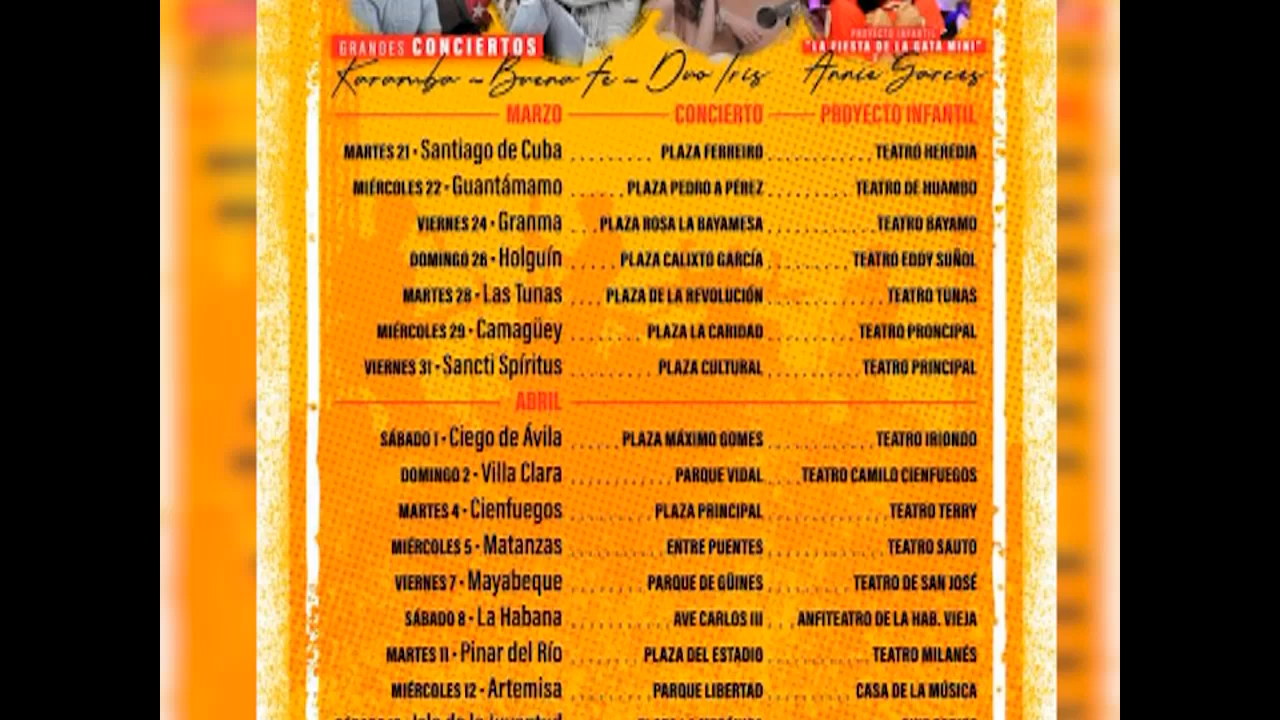 GRANDES CONCIERTOS
PROYECTO INFANTIL
"LA FIESTA DE LA GATA MINI"
Karamba - Buena fe - Duo Iris Annie Garces
MARZO CONCIERTO PROYECTO INFANTIL
MARTES 21 · Santiago de Cuba ......... PLAZA FERREIRO ......... TEATRO HEREDIA
MIÉRCOLES 22 · Guantánamo ...... PLAZA PEDRO A PÉREZ ......... TEATRO DE HUAMBO
VIERNES 24 · Granma ... PLAZA ROSA LA BAYAMESA ......... TEATRO BAYAMO
DOMINGO 26 · Holguín ...... PLAZA CALIXTO GARCÍA ......... TEATRO EDDY SUÑOL
MARTES 28 · Las Tunas ..... PLAZA DE LA REVOLUCIÓN ......... TEATRO TUNAS
MIÉRCOLES 29 · Camagüey ......... PLAZA LA CARIDAD ......... TEATRO PRONCIPAL
VIERNES 31 · Sancti Spíritus ......... PLAZA CULTURAL ......... TEATRO PRINCIPAL
ABRIL
SÁBADO 1 · Ciego de Ávila ...... PLAZA MÁXIMO GOMES ......... TEATRO IRIONDO
DOMINGO 2 · Villa Clara ......... PARQUE VIDAL .... TEATRO CAMILO CIENFUEGOS
MARTES 4 · Cienfuegos ......... PLAZA PRINCIPAL ......... TEATRO TERRY
MIÉRCOLES 5 · Matanzas ......... ENTRE PUENTES ......... TEATRO SAUTO
VIERNES 7 · Mayabeque ......... PARQUE DE GÜINES ......... TEATRO DE SAN JOSÉ
SÁBADO 8 · La Habana ......... AVE CARLOS III ... ANFITEATRO DE LA HAB. VIEJA
MARTES 11 · Pinar del Río ......... PLAZA DEL ESTADIO ......... TEATRO MILANÉS
MIÉRCOLES 12 · Artemisa ......... PARQUE LIBERTAD ......... CASA DE LA MÚSICA
Isla de la Juventud